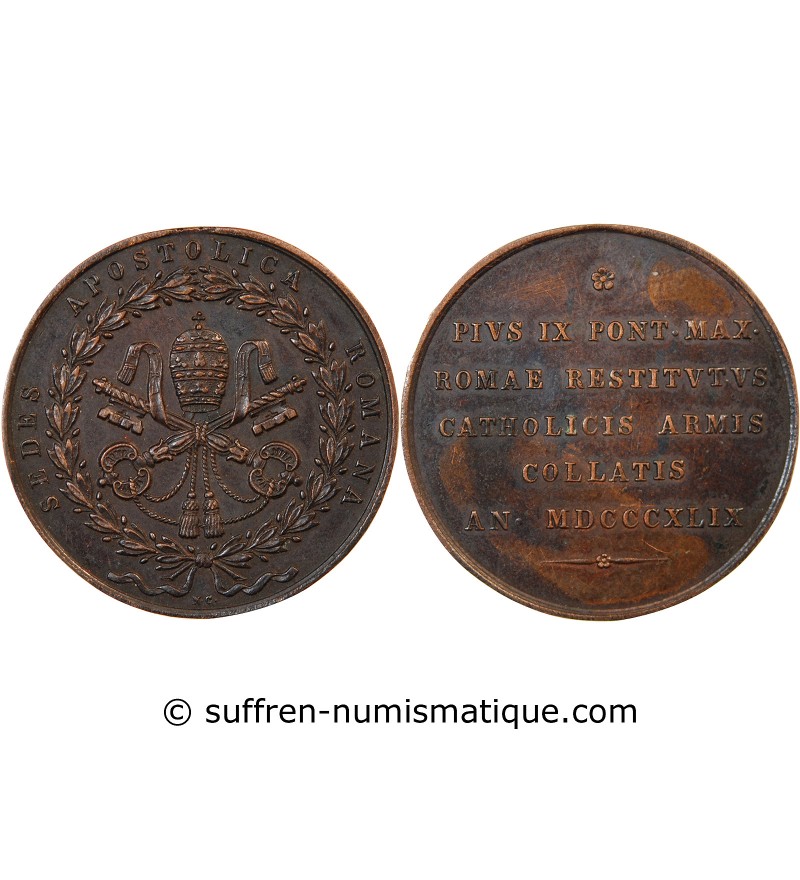 SEDES APOSTOLICA ROMANA
N.C.
PIVS IX PONT·MAX·
ROMAE RESTITVTVS
CATHOLICIS ARMIS
COLLATIS
AN· MDCCCXLIX
© suffren-numismatique.com